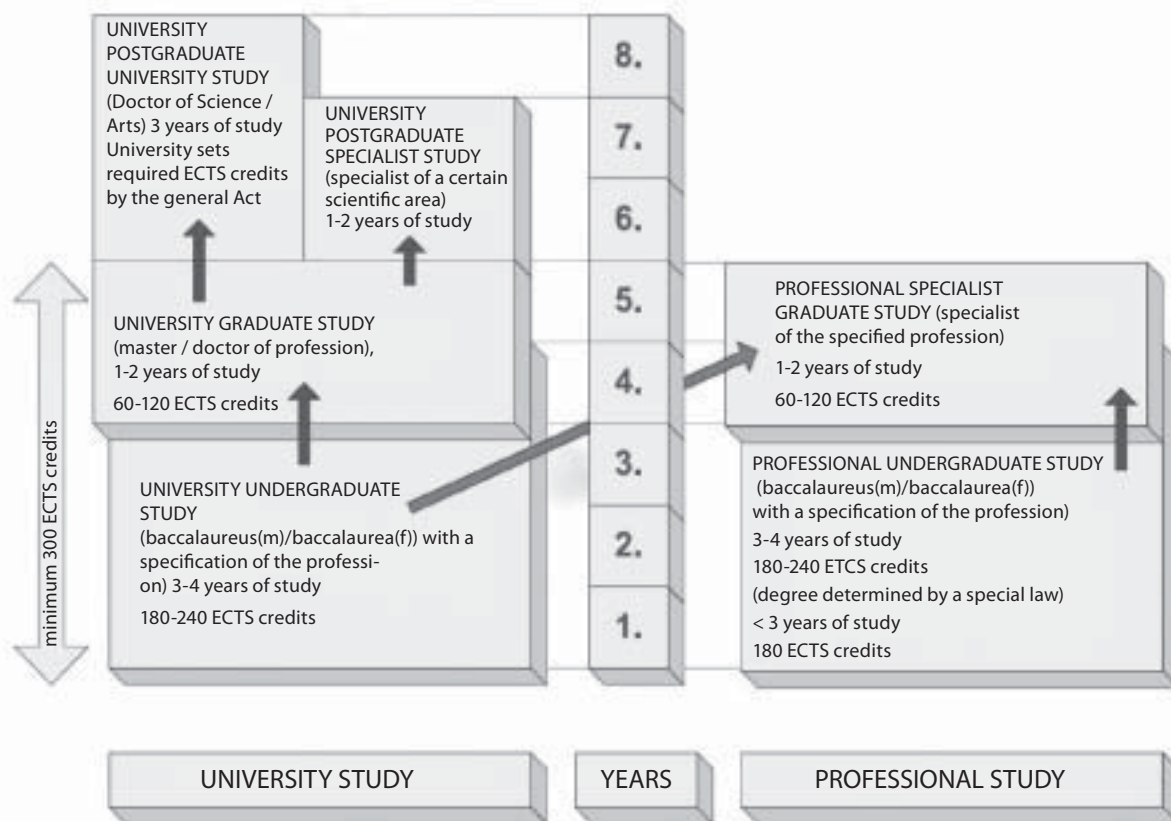 UNIVERSITY
POSTGRADUATE
UNIVERSITY STUDY
(Doctor of Science /
Arts) 3 years of study
University sets
required ECTS credits
by the general Act
UNIVERSITY
POSTGRADUATE
SPECIALIST STUDY
(specialist of a certain
scientific area)
1-2 years of study
8.
7.
6.
5.
4.
3.
2.
1.
minimum 300 ECTS credits
UNIVERSITY GRADUATE STUDY
(master / doctor of profession),
1-2 years of study
60-120 ECTS credits
UNIVERSITY UNDERGRADUATE
STUDY
(baccalaureus(m)/baccalaurea(f)) with a
specification of the professi-
on) 3-4 years of study
180-240 ECTS credits
PROFESSIONAL SPECIALIST
GRADUATE STUDY (specialist
of the specified profession)
1-2 years of study
60-120 ECTS credits
PROFESSIONAL UNDERGRADUATE STUDY
(baccalaureus(m)/baccalaurea(f))
with a specification of the profession)
3-4 years of study
180-240 ETCS credits
(degree determined by a special law)
< 3 years of study
180 ECTS credits
UNIVERSITY STUDY
YEARS
PROFESSIONAL STUDY